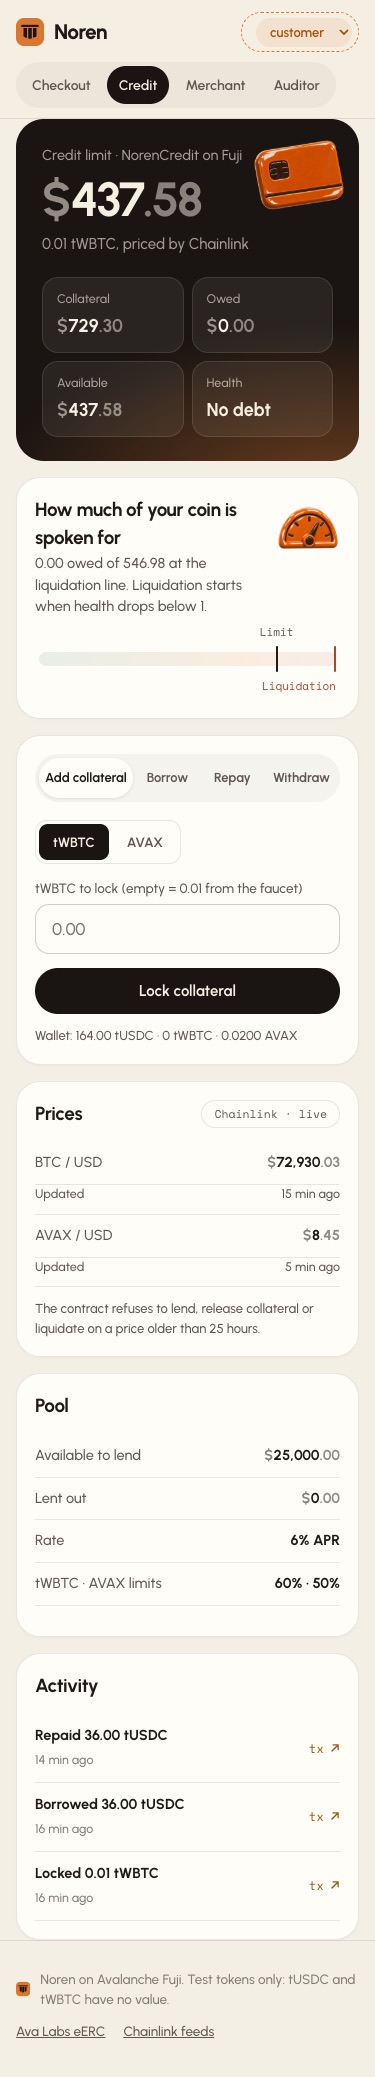 Noren
customer
Checkout
Credit
Merchant
Auditor
Credit limit · NorenCredit on Fuji
$437.58
0.01 tWBTC, priced by Chainlink
Collateral
$729.30
Owed
$0.00
Available
$437.58
Health
No debt
How much of your coin is
spoken for
0.00 owed of 546.98 at the
liquidation line. Liquidation starts
when health drops below 1.
Limit
Liquidation
Add collateral
Borrow
Repay
Withdraw
tWBTC
AVAX
tWBTC to lock (empty = 0.01 from the faucet)
0.00
Lock collateral
Wallet: 164.00 tUSDC · 0 tWBTC · 0.0200 AVAX
Prices
Chainlink · live
BTC / USD
$72,930.03
Updated
15 min ago
AVAX / USD
$8.45
Updated
5 min ago
The contract refuses to lend, release collateral or
liquidate on a price older than 25 hours.
Pool
Available to lend
$25,000.00
Lent out
$0.00
Rate
6% APR
tWBTC · AVAX limits
60% · 50%
Activity
Repaid 36.00 tUSDC
14 min ago
tx ↗
Borrowed 36.00 tUSDC
16 min ago
tx ↗
Locked 0.01 tWBTC
16 min ago
tx ↗
Noren on Avalanche Fuji. Test tokens only: tUSDC and
tWBTC have no value.
Ava Labs eERC
Chainlink feeds